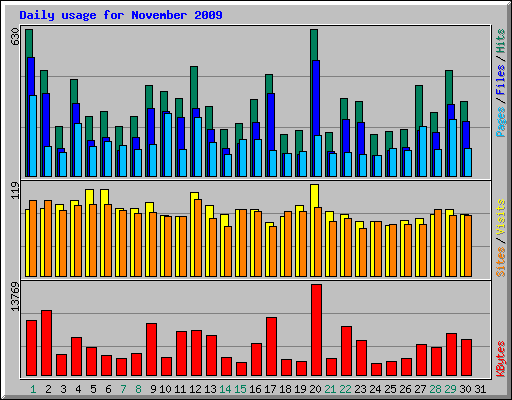 Daily usage for November 2009
630
Pages / Files / Hits
119
Sites / Visits
13769
KBytes
1 2 3 4 5 6 7 8 9 10 11 12 13 14 15 16 17 18 19 20 21 22 23 24 25 26 27 28 29 30 31